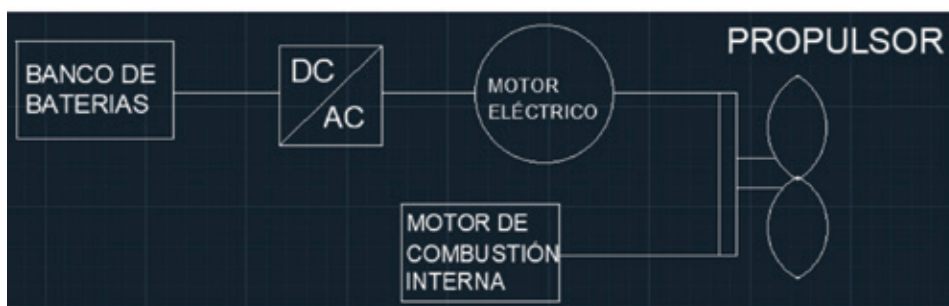 BANCO DE
BATERIAS
DC
AC
MOTOR
ELÉCTRICO
PROPULSOR
MOTOR DE
COMBUSTIÓN
INTERNA